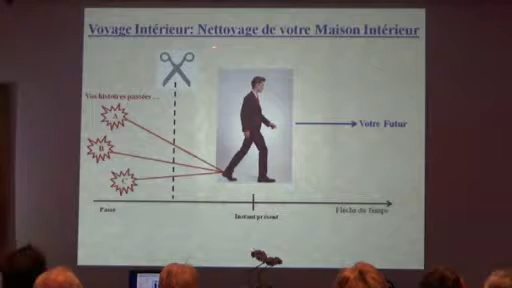 Voyage Intérieur: Nettoyage de votre Maison Intérieur
Vos histoires passées ...
A
B
C
Votre Futur
Passé
Instant présent
Flèche du Temps